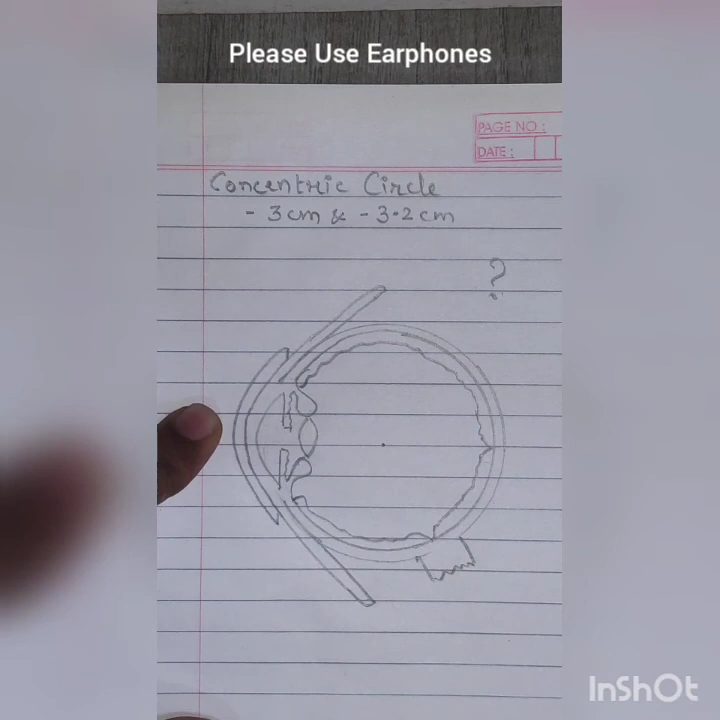 Please Use Earphones
PAGE NO :
DATE :
Concentric Circle
- 3 cm & - 3.2 cm
?
InShOt